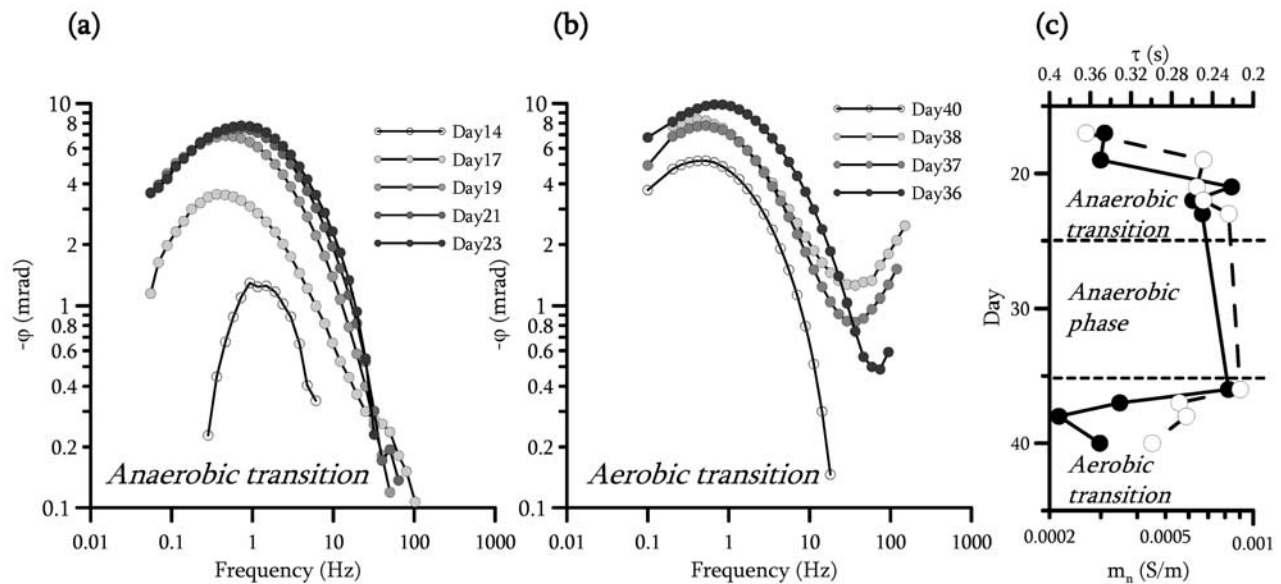 (a)
(b)
(c)
τ (s)
0.4 0.36 0.32 0.28 0.24 0.2
10
8
6
4
2
1
0.8
0.6
0.4
0.2
0.1
-φ (mrad)
Day14
Day17
Day19
Day21
Day23
Anaerobic transition
0.01 0.1 1 10 100 1000
Frequency (Hz)
10
8
6
4
2
1
0.8
0.6
0.4
0.2
0.1
-φ (mrad)
Day40
Day38
Day37
Day36
Aerobic transition
0.01 0.1 1 10 100 1000
Frequency (Hz)
20
30
40
Day
Anaerobic
transition
Anaerobic
phase
Aerobic
transition
0.0002 0.0005 0.001
mₙ (S/m)